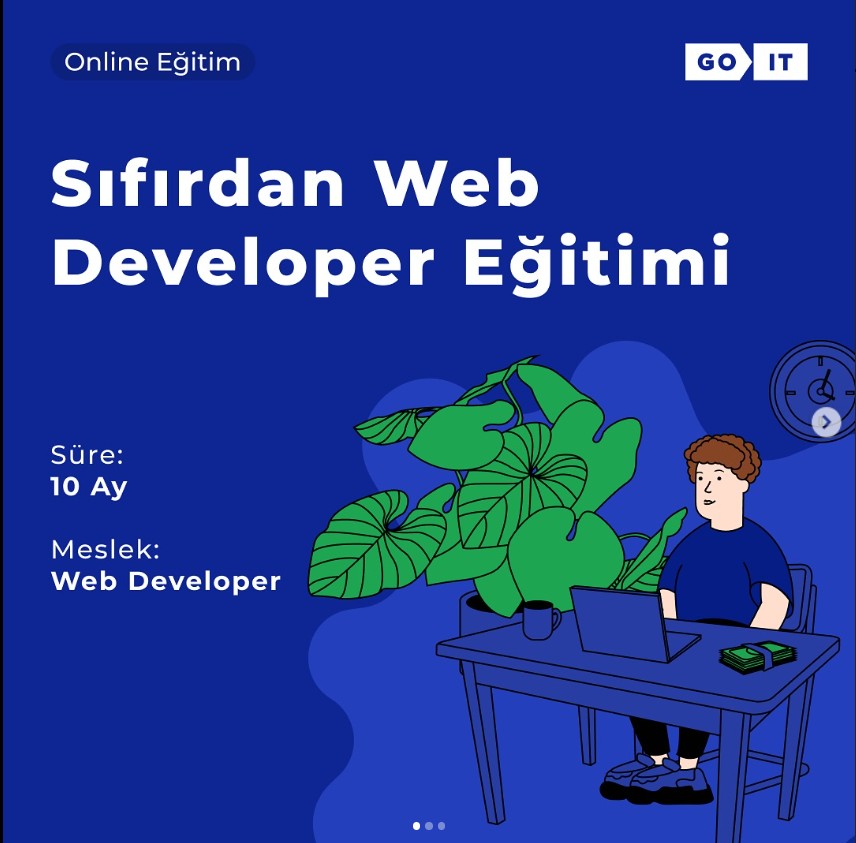 Online Eğitim
GO IT
Sıfırdan Web
Developer Eğitimi
Süre:
10 Ay
Meslek:
Web Developer